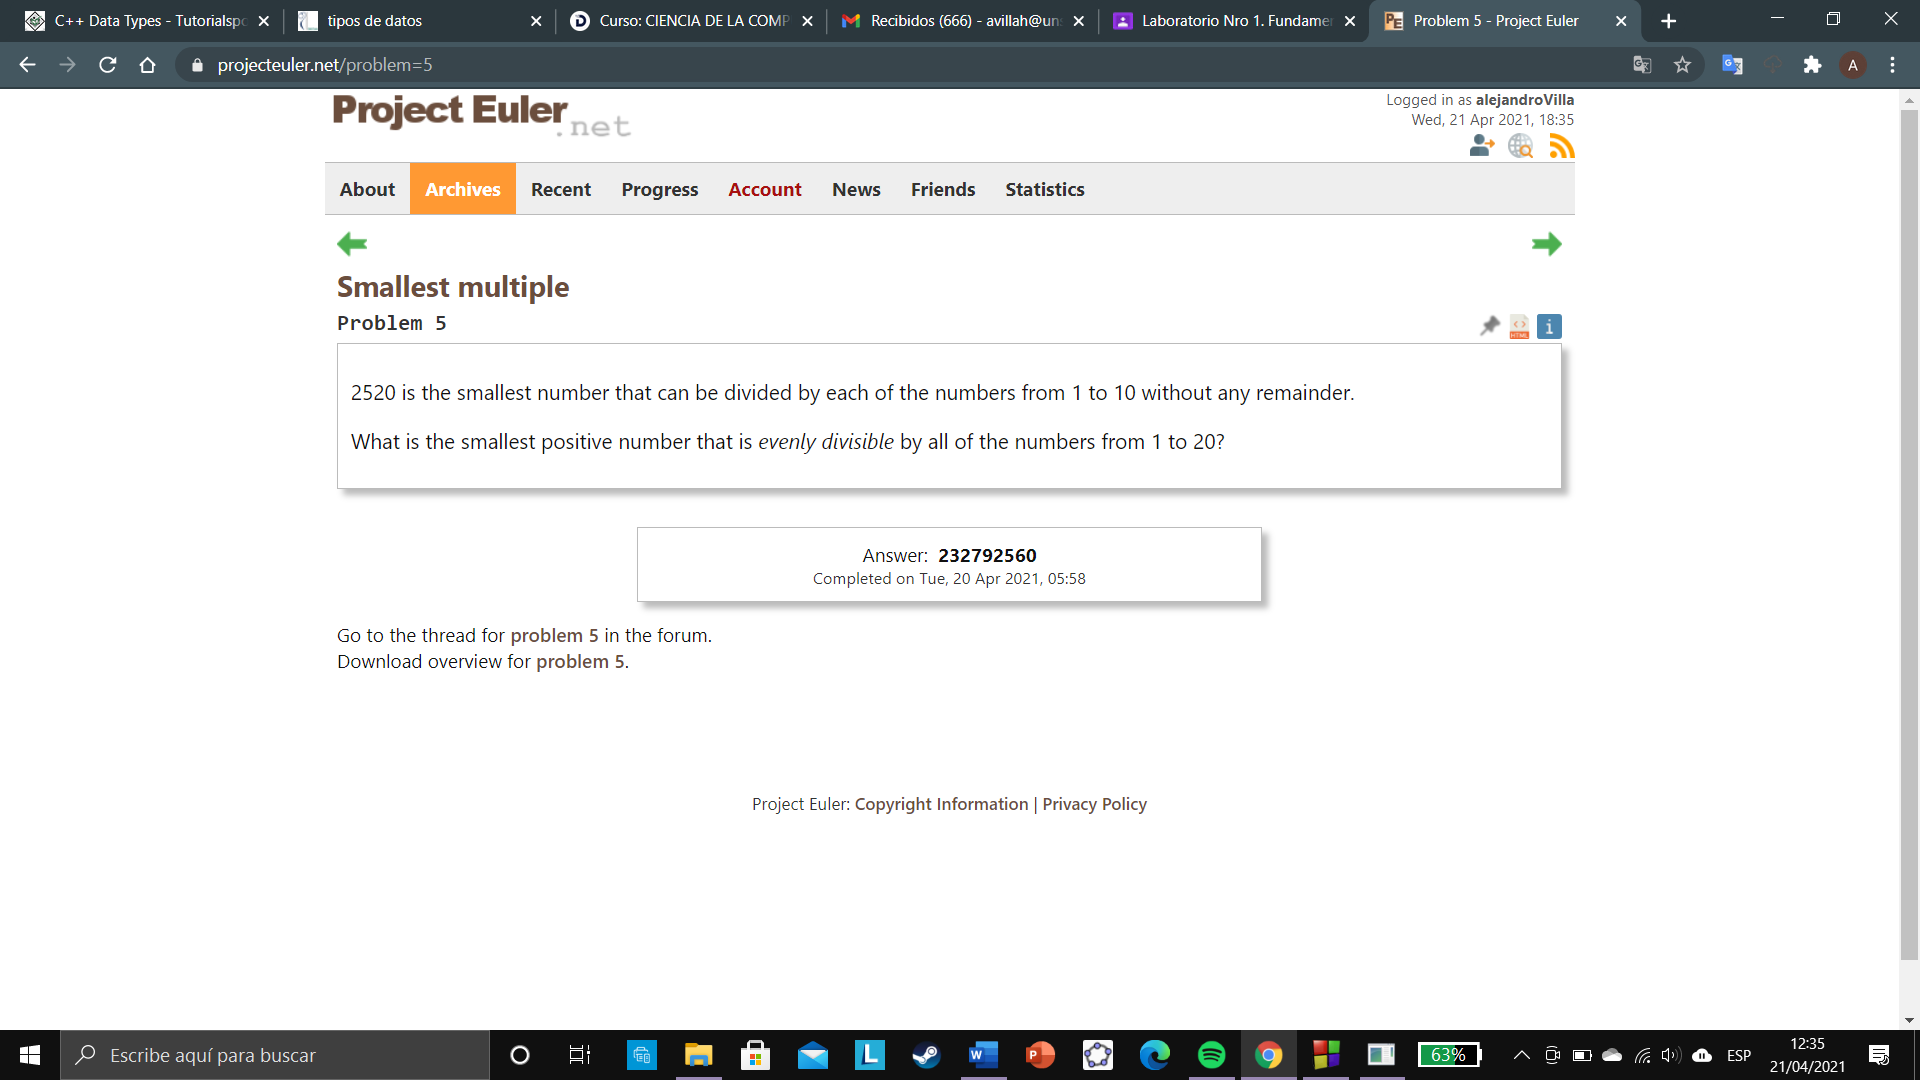 C++ Data Types - Tutorialspo
tipos de datos
Curso: CIENCIA DE LA COMP
Recibidos (666) - avillah@uns
Laboratorio Nro 1. Fundamen
Problem 5 - Project Euler
projecteuler.net/problem=5
A
Project Euler
.net
Logged in as alejandroVilla
Wed, 21 Apr 2021, 18:35
About Archives Recent Progress Account News Friends Statistics
Smallest multiple
Problem 5
2520 is the smallest number that can be divided by each of the numbers from 1 to 10 without any remainder.
What is the smallest positive number that is evenly divisible by all of the numbers from 1 to 20?
Answer: 232792560
Completed on Tue, 20 Apr 2021, 05:58
Go to the thread for problem 5 in the forum.
Download overview for problem 5.
Project Euler: Copyright Information | Privacy Policy
Escribe aquí para buscar
63%
ESP
12:35
21/04/2021